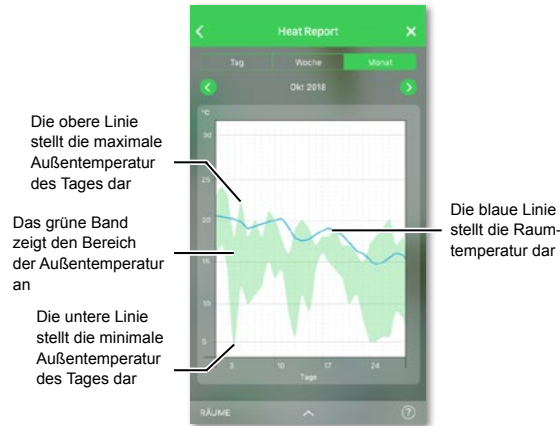 Heat Report
Tag
Woche
Monat
Okt 2018
°C
30
25
20
15
10
5
3
10
17
24
Tage
RÄUME
?
Die obere Linie
stellt die maximale
Außentemperatur
des Tages dar
Das grüne Band
zeigt den Bereich
der Außentemperatur
an
Die untere Linie
stellt die minimale
Außentemperatur
des Tages dar
Die blaue Linie
stellt die Raum-
temperatur dar